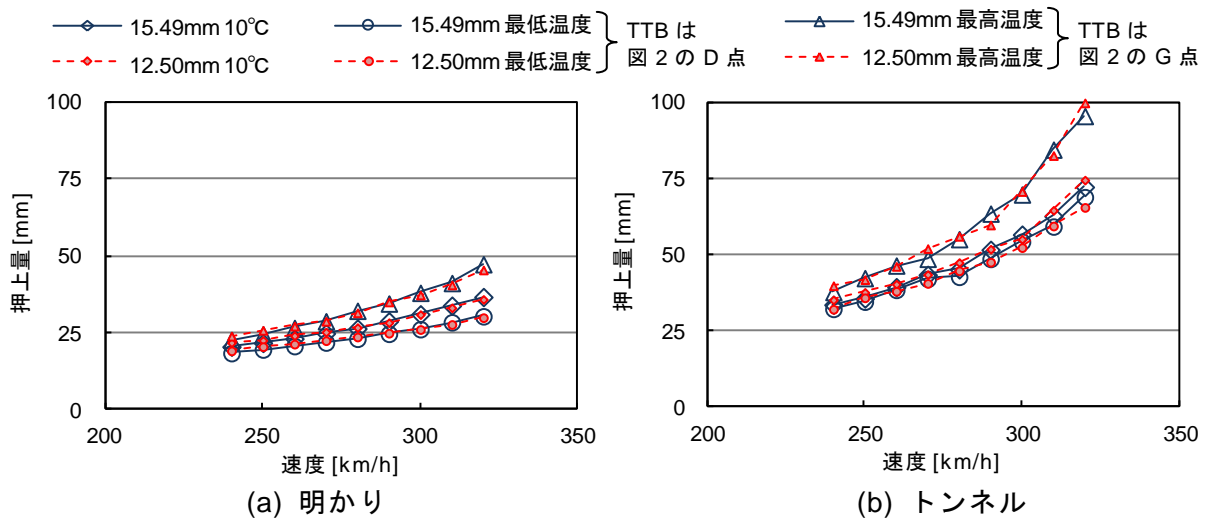 15.49mm 10℃
15.49mm 最低温度
TTB は
15.49mm 最高温度
TTB は
12.50mm 10℃
12.50mm 最低温度
図 2 の D 点
12.50mm 最高温度
図 2 の G 点
100
75
50
25
0
押上量 [mm]
200
250
300
350
速度 [km/h]
(a) 明かり
100
75
50
25
0
押上量 [mm]
200
250
300
350
速度 [km/h]
(b) トンネル